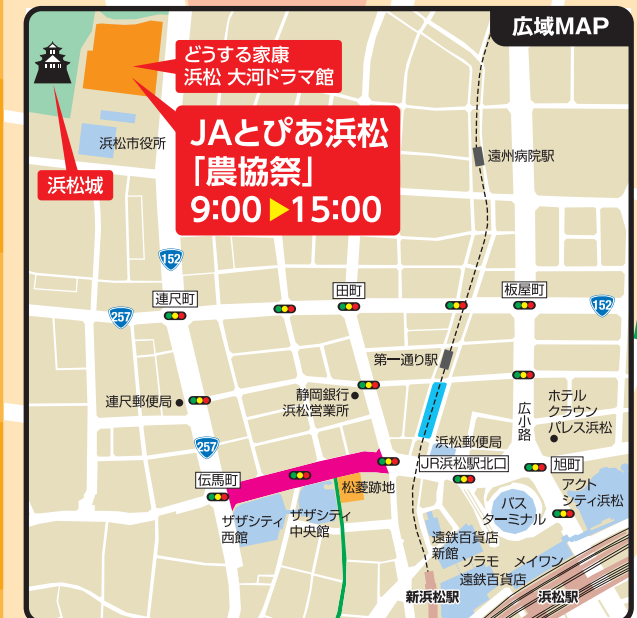 広域MAP
どうする家康
浜松 大河ドラマ館
JAとぴあ浜松
「農協祭」
9:00▶15:00
浜松市役所
浜松城
遠州病院駅
152
連尺町
田町
板屋町
257
152
第一通り駅
連尺郵便局
静岡銀行
浜松営業所
広小路
ホテル
クラウン
パレス浜松
257
浜松郵便局
伝馬町
松菱跡地
JR浜松駅北口
旭町
アクト
シティ浜松
ザザシティ
西館
ザザシティ
中央館
バス
ターミナル
遠鉄百貨店
新館
ソラモ
メイワン
遠鉄百貨店
新浜松駅
浜松駅